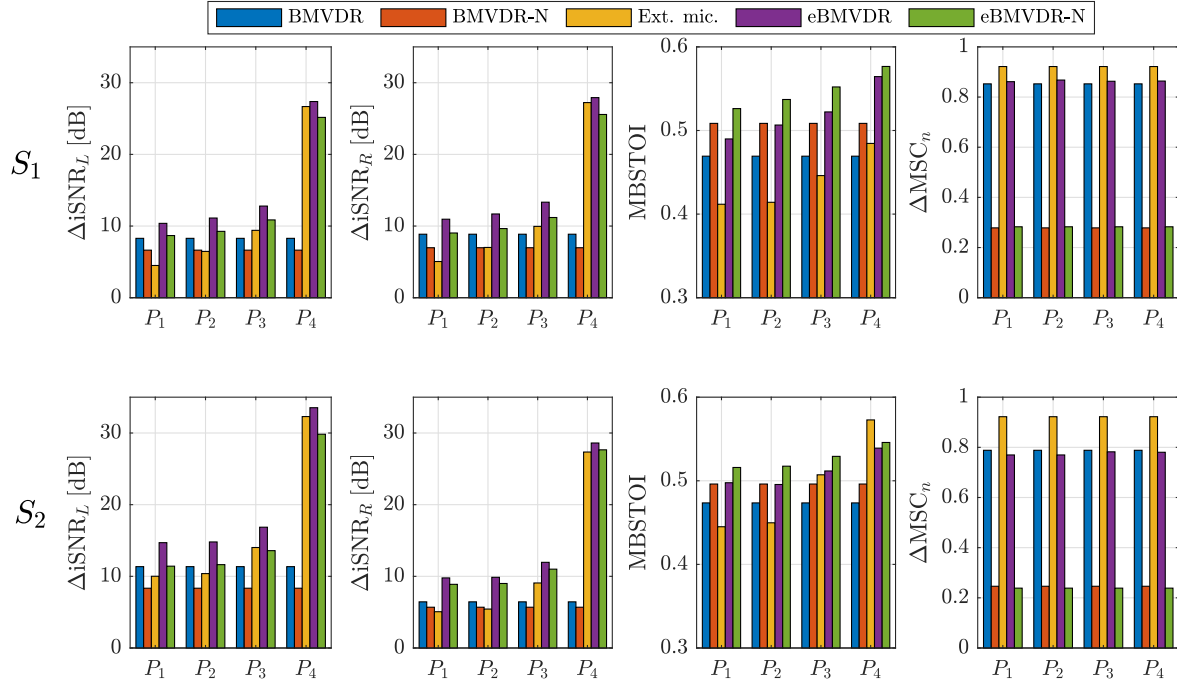 BMVDR BMVDR-N Ext. mic. eBMVDR eBMVDR-N
S₁
ΔiSNR_L [dB]
30
20
10
0
P₁ P₂ P₃ P₄
ΔiSNR_R [dB]
30
20
10
0
P₁ P₂ P₃ P₄
MBSTOI
0.6
0.5
0.4
0.3
P₁ P₂ P₃ P₄
ΔMSCₙ
1
0.8
0.6
0.4
0.2
0
P₁ P₂ P₃ P₄
S₂
ΔiSNR_L [dB]
30
20
10
0
P₁ P₂ P₃ P₄
ΔiSNR_R [dB]
30
20
10
0
P₁ P₂ P₃ P₄
MBSTOI
0.6
0.5
0.4
0.3
P₁ P₂ P₃ P₄
ΔMSCₙ
1
0.8
0.6
0.4
0.2
0
P₁ P₂ P₃ P₄